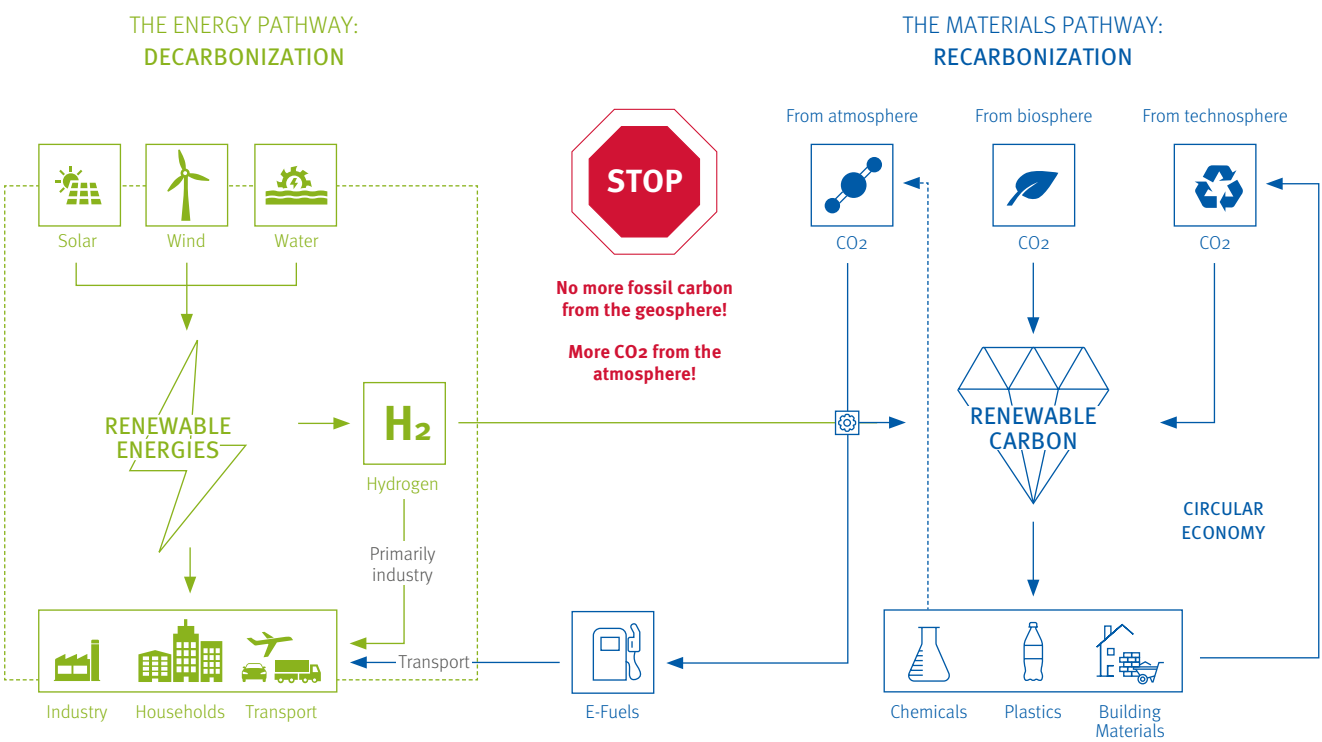 THE ENERGY PATHWAY:
DECARBONIZATION
THE MATERIALS PATHWAY:
RECARBONIZATION
From atmosphere
From biosphere
From technosphere
STOP
Solar
Wind
Water
CO2
CO2
CO2
No more fossil carbon
from the geosphere!
More CO2 from the
atmosphere!
RENEWABLE
ENERGIES
H2
Hydrogen
RENEWABLE
CARBON
CIRCULAR
ECONOMY
Primarily
industry
Transport
Industry
Households
Transport
E-Fuels
Chemicals
Plastics
Building
Materials